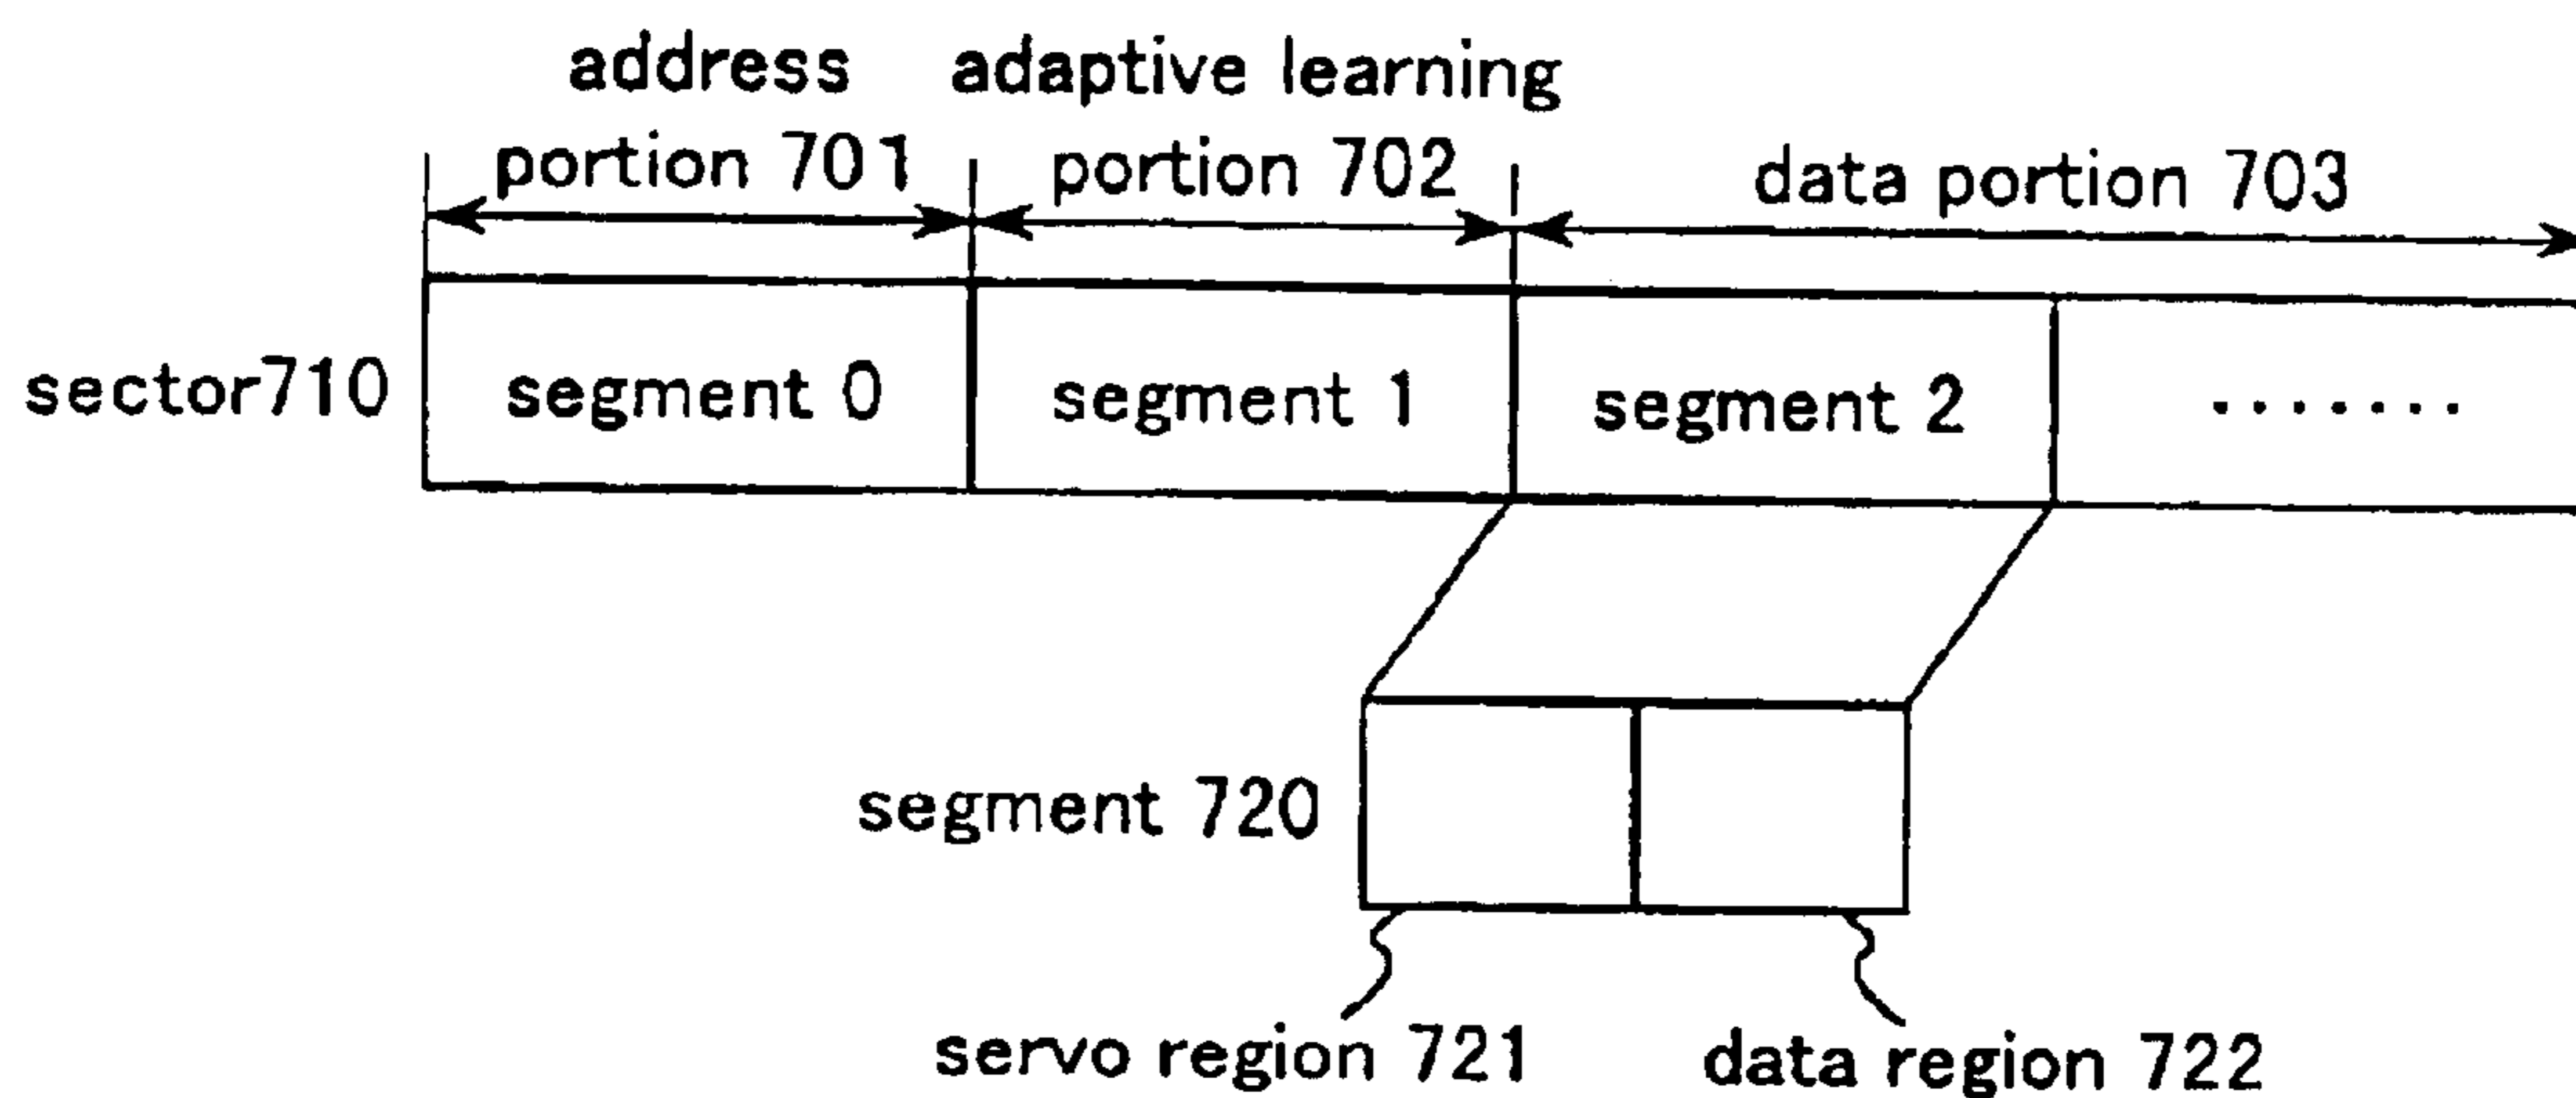 address
portion 701
adaptive learning
portion 702
data portion 703
sector710
segment 0
segment 1
segment 2
.......
segment 720
servo region 721
data region 722